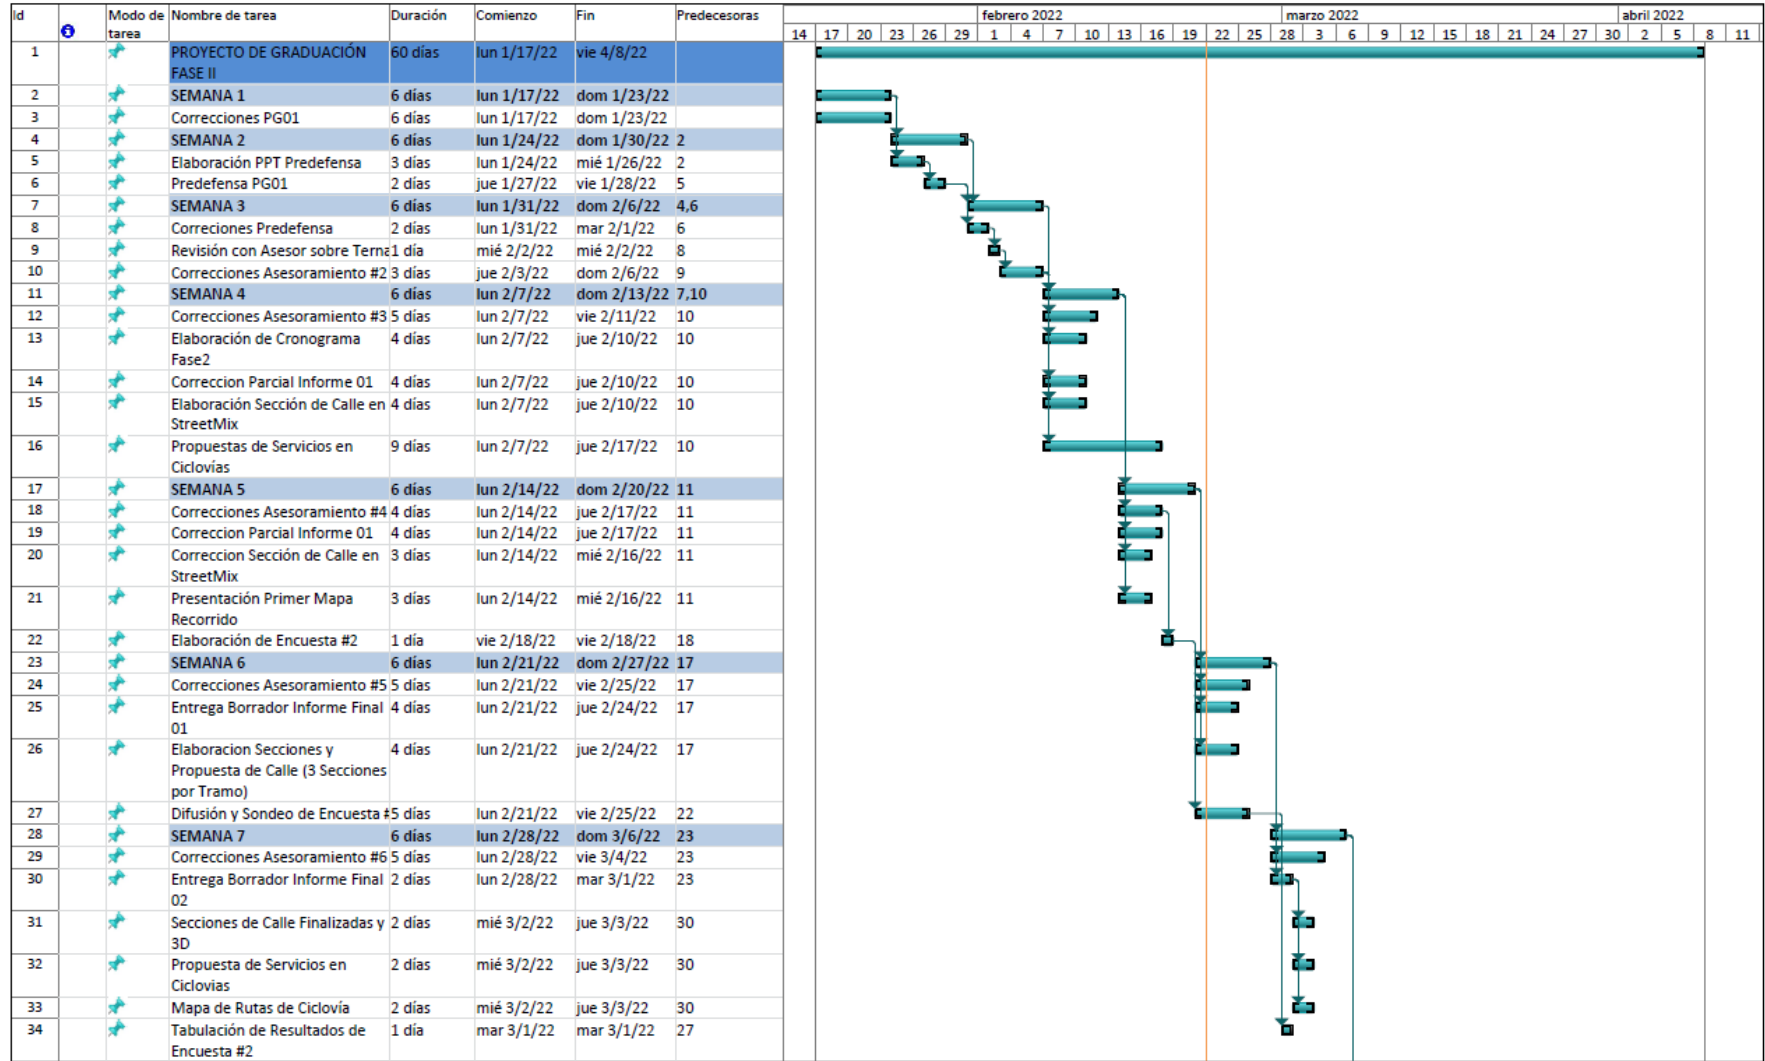 Id Modo de Nombre de tarea Duración Comienzo Fin Predecesoras febrero 2022 marzo 2022 abril 2022
tarea 14 17 20 23 26 29 1 4 7 10 13 16 19 22 25 28 3 6 9 12 15 18 21 24 27 30 2 5 8 11
1 PROYECTO DE GRADUACIÓN 60 días lun 1/17/22 vie 4/8/22
FASE II
2 SEMANA 1 6 días lun 1/17/22 dom 1/23/22
3 Correcciones PG01 6 días lun 1/17/22 dom 1/23/22
4 SEMANA 2 6 días lun 1/24/22 dom 1/30/22 2
5 Elaboración PPT Predefensa 3 días lun 1/24/22 mié 1/26/22 2
6 Predefensa PG01 2 días jue 1/27/22 vie 1/28/22 5
7 SEMANA 3 6 días lun 1/31/22 dom 2/6/22 4,6
8 Correciones Predefensa 2 días lun 1/31/22 mar 2/1/22 6
9 Revisión con Asesor sobre Terna 1 día mié 2/2/22 mié 2/2/22 8
10 Correcciones Asesoramiento #2 3 días jue 2/3/22 dom 2/6/22 9
11 SEMANA 4 6 días lun 2/7/22 dom 2/13/22 7,10
12 Correcciones Asesoramiento #3 5 días lun 2/7/22 vie 2/11/22 10
13 Elaboración de Cronograma 4 días lun 2/7/22 jue 2/10/22 10
Fase2
14 Correccion Parcial Informe 01 4 días lun 2/7/22 jue 2/10/22 10
15 Elaboración Sección de Calle en 4 días lun 2/7/22 jue 2/10/22 10
StreetMix
16 Propuestas de Servicios en 9 días lun 2/7/22 jue 2/17/22 10
Ciclovías
17 SEMANA 5 6 días lun 2/14/22 dom 2/20/22 11
18 Correcciones Asesoramiento #4 4 días lun 2/14/22 jue 2/17/22 11
19 Correccion Parcial Informe 01 4 días lun 2/14/22 jue 2/17/22 11
20 Correccion Sección de Calle en 3 días lun 2/14/22 mié 2/16/22 11
StreetMix
21 Presentación Primer Mapa 3 días lun 2/14/22 mié 2/16/22 11
Recorrido
22 Elaboración de Encuesta #2 1 día vie 2/18/22 vie 2/18/22 18
23 SEMANA 6 6 días lun 2/21/22 dom 2/27/22 17
24 Correcciones Asesoramiento #5 5 días lun 2/21/22 vie 2/25/22 17
25 Entrega Borrador Informe Final 4 días lun 2/21/22 jue 2/24/22 17
01
26 Elaboracion Secciones y 4 días lun 2/21/22 jue 2/24/22 17
Propuesta de Calle (3 Secciones
por Tramo)
27 Difusión y Sondeo de Encuesta # 5 días lun 2/21/22 vie 2/25/22 22
28 SEMANA 7 6 días lun 2/28/22 dom 3/6/22 23
29 Correcciones Asesoramiento #6 5 días lun 2/28/22 vie 3/4/22 23
30 Entrega Borrador Informe Final 2 días lun 2/28/22 mar 3/1/22 23
02
31 Secciones de Calle Finalizadas y 2 días mié 3/2/22 jue 3/3/22 30
3D
32 Propuesta de Servicios en 2 días mié 3/2/22 jue 3/3/22 30
Ciclovias
33 Mapa de Rutas de Ciclovía 2 días mié 3/2/22 jue 3/3/22 30
34 Tabulación de Resultados de 1 día mar 3/1/22 mar 3/1/22 27
Encuesta #2